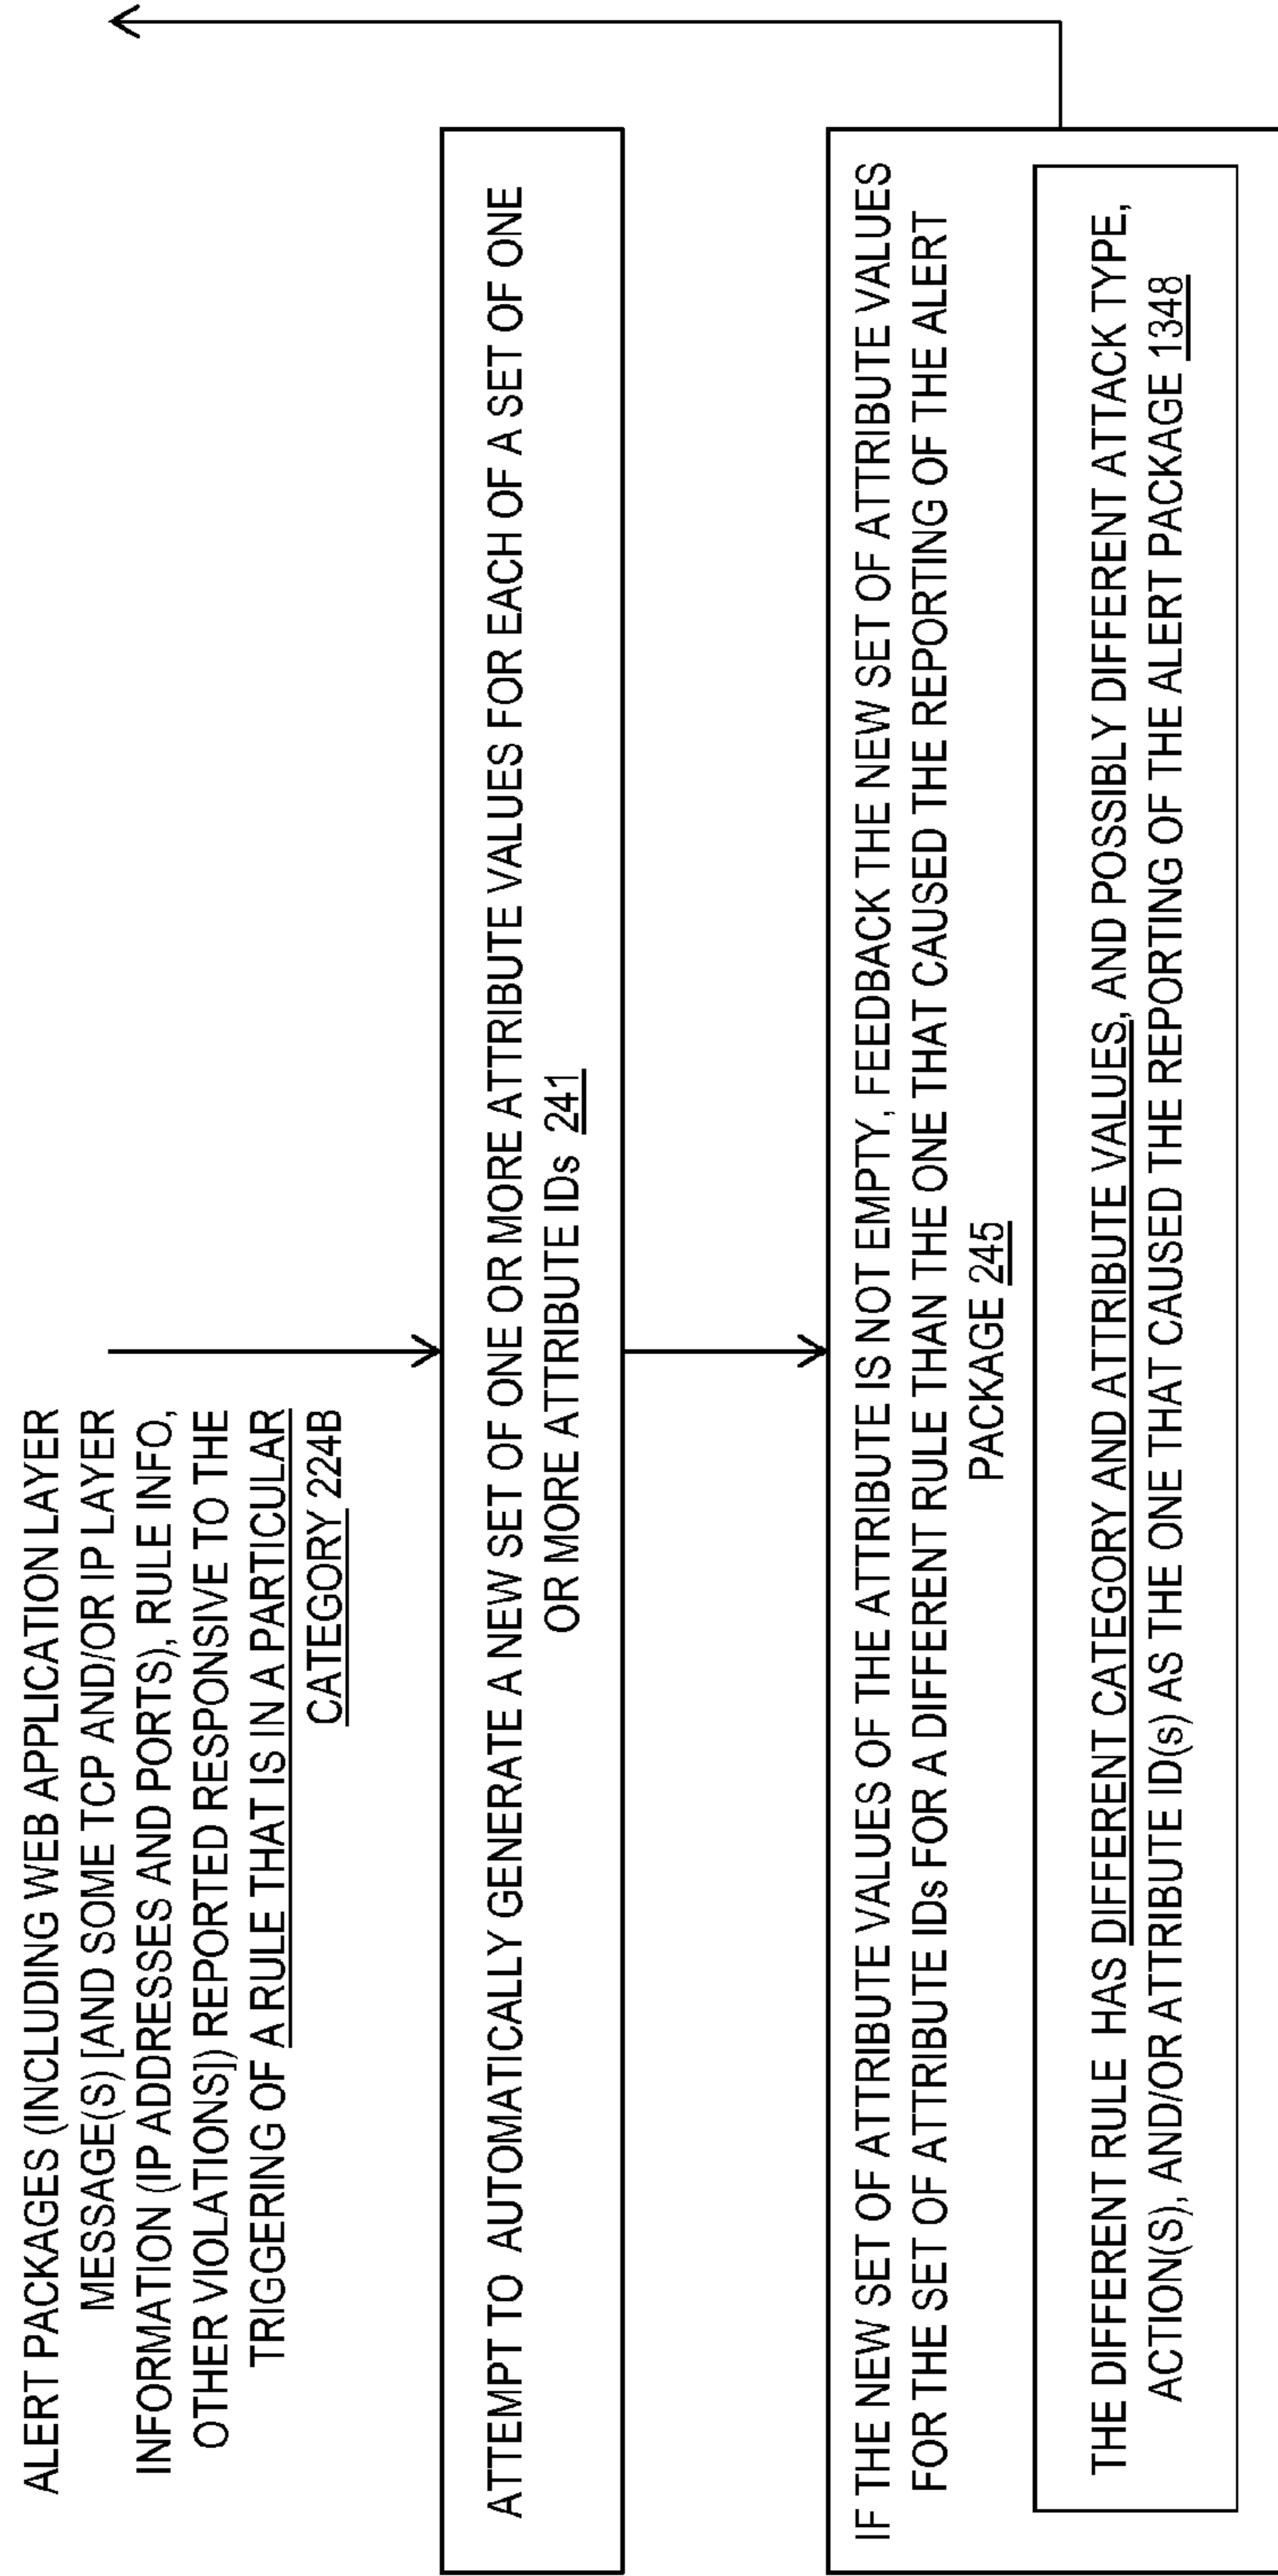 ALERT PACKAGES (INCLUDING WEB APPLICATION LAYER
MESSAGE(S) [AND SOME TCP AND/OR IP LAYER
INFORMATION (IP ADDRESSES AND PORTS), RULE INFO,
OTHER VIOLATIONS]) REPORTED RESPONSIVE TO THE
TRIGGERING OF A RULE THAT IS IN A PARTICULAR
CATEGORY 224B
ATTEMPT TO AUTOMATICALLY GENERATE A NEW SET OF ONE OR MORE ATTRIBUTE VALUES FOR EACH OF A SET OF ONE
OR MORE ATTRIBUTE IDs 241
IF THE NEW SET OF ATTRIBUTE VALUES OF THE ATTRIBUTE IS NOT EMPTY, FEEDBACK THE NEW SET OF ATTRIBUTE VALUES
FOR THE SET OF ATTRIBUTE IDs FOR A DIFFERENT RULE THAN THE ONE THAT CAUSED THE REPORTING OF THE ALERT
PACKAGE 245
THE DIFFERENT RULE HAS DIFFERENT CATEGORY AND ATTRIBUTE VALUES, AND POSSIBLY DIFFERENT ATTACK TYPE,
ACTION(S), AND/OR ATTRIBUTE ID(s) AS THE ONE THAT CAUSED THE REPORTING OF THE ALERT PACKAGE 1348